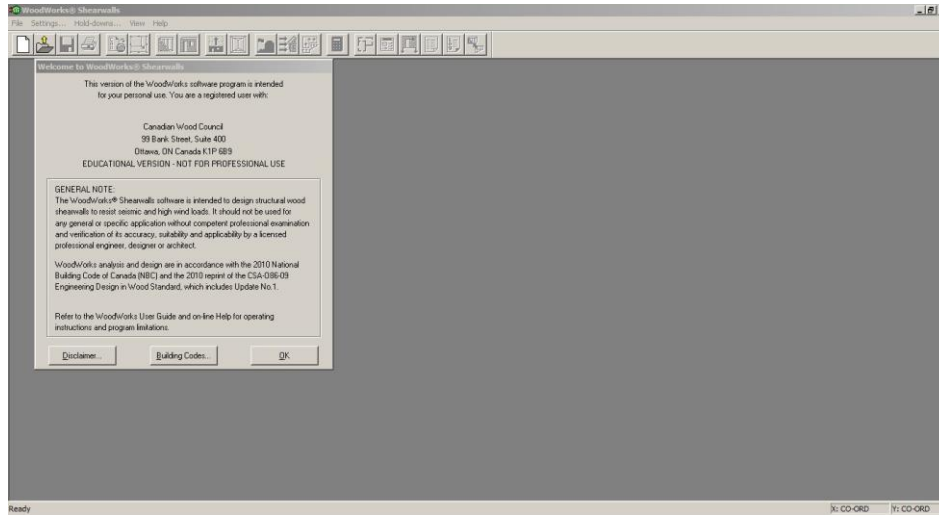 WoodWorks® Shearwalls
File Settings... Hold-downs... View Help
Welcome to WoodWorks® Shearwalls
This version of the WoodWorks software program is intended
for your personal use. You are a registered user with:
Canadian Wood Council
99 Bank Street, Suite 400
Ottawa, ON Canada K1P 6B9
EDUCATIONAL VERSION - NOT FOR PROFESSIONAL USE
GENERAL NOTE:
The WoodWorks® Shearwalls software is intended to design structural wood
shearwalls to resist seismic and high wind loads. It should not be used for
any general or specific application without competent professional examination
and verification of its accuracy, suitability and applicability by a licensed
professional engineer, designer or architect.
WoodWorks analysis and design are in accordance with the 2010 National
Building Code of Canada (NBC) and the 2010 reprint of the CSA-O86-09
Engineering Design in Wood Standard, which includes Update No.1.
Refer to the WoodWorks User Guide and on-line Help for operating
instructions and program limitations.
Disclaimer... Building Codes... OK
Ready X: CO-ORD Y: CO-ORD